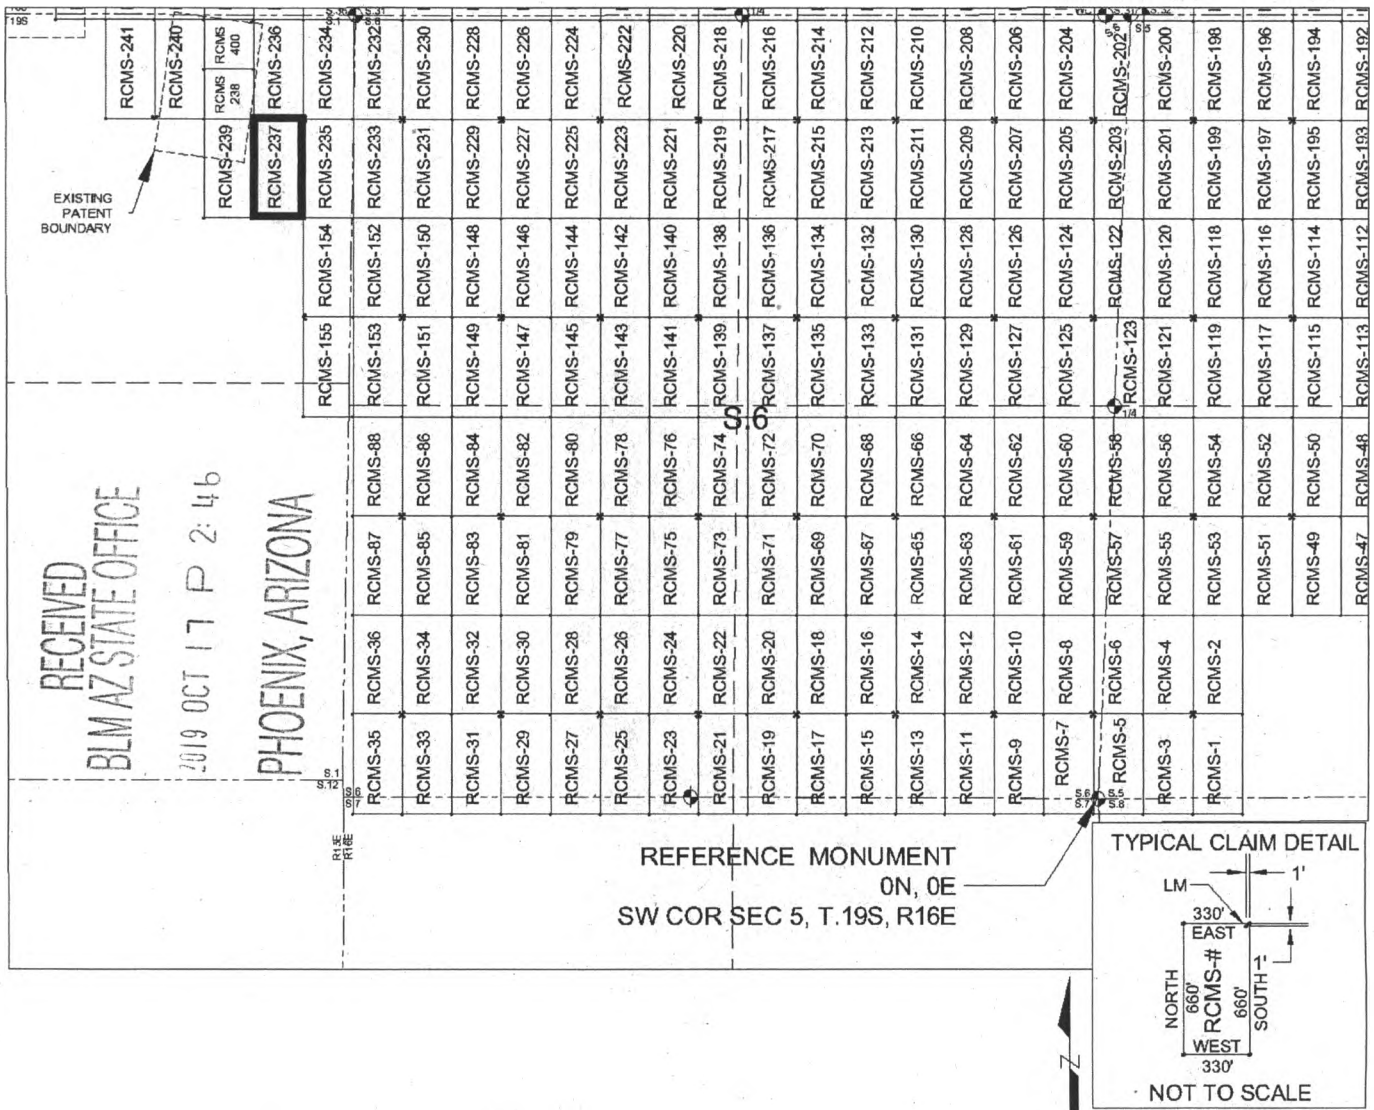 T19S
S.36 S.31
S.1 S.6
1/4
RCMS-241
RCMS-240
RCMS 400
RCMS 238
RCMS-236
RCMS-234
RCMS-232
RCMS-230
RCMS-228
RCMS-226
RCMS-224
RCMS-222
RCMS-220
RCMS-218
RCMS-216
RCMS-214
RCMS-212
RCMS-210
RCMS-208
RCMS-206
RCMS-204
RCMS-202
RCMS-200
RCMS-198
RCMS-196
RCMS-194
RCMS-192
RCMS-239
RCMS-237
RCMS-235
RCMS-233
RCMS-231
RCMS-229
RCMS-227
RCMS-225
RCMS-223
RCMS-221
RCMS-219
RCMS-217
RCMS-215
RCMS-213
RCMS-211
RCMS-209
RCMS-207
RCMS-205
RCMS-203
RCMS-201
RCMS-199
RCMS-197
RCMS-195
RCMS-193
EXISTING
PATENT
BOUNDARY
RCMS-154
RCMS-152
RCMS-150
RCMS-148
RCMS-146
RCMS-144
RCMS-142
RCMS-140
RCMS-138
RCMS-136
RCMS-134
RCMS-132
RCMS-130
RCMS-128
RCMS-126
RCMS-124
RCMS-122
RCMS-120
RCMS-118
RCMS-116
RCMS-114
RCMS-112
RCMS-155
RCMS-153
RCMS-151
RCMS-149
RCMS-147
RCMS-145
RCMS-143
RCMS-141
RCMS-139
RCMS-137
RCMS-135
RCMS-133
RCMS-131
RCMS-129
RCMS-127
RCMS-125
RCMS-123
RCMS-121
RCMS-119
RCMS-117
RCMS-115
RCMS-113
1/4
S.6
RCMS-88
RCMS-86
RCMS-84
RCMS-82
RCMS-80
RCMS-78
RCMS-76
RCMS-74
RCMS-72
RCMS-70
RCMS-68
RCMS-66
RCMS-64
RCMS-62
RCMS-60
RCMS-58
RCMS-56
RCMS-54
RCMS-52
RCMS-50
RCMS-48
RCMS-87
RCMS-85
RCMS-83
RCMS-81
RCMS-79
RCMS-77
RCMS-75
RCMS-73
RCMS-71
RCMS-69
RCMS-67
RCMS-65
RCMS-63
RCMS-61
RCMS-59
RCMS-57
RCMS-55
RCMS-53
RCMS-51
RCMS-49
RCMS-47
RECEIVED
BLM AZ STATE OFFICE
2019 OCT 17 P 2:46
PHOENIX, ARIZONA
RCMS-36
RCMS-34
RCMS-32
RCMS-30
RCMS-28
RCMS-26
RCMS-24
RCMS-22
RCMS-20
RCMS-18
RCMS-16
RCMS-14
RCMS-12
RCMS-10
RCMS-8
RCMS-6
RCMS-4
RCMS-2
RCMS-35
RCMS-33
RCMS-31
RCMS-29
RCMS-27
RCMS-25
RCMS-23
RCMS-21
RCMS-19
RCMS-17
RCMS-15
RCMS-13
RCMS-11
RCMS-9
RCMS-7
RCMS-5
RCMS-3
RCMS-1
S.1
S.12
S.6
S.7
S.6 S.5
S.7 S.8
R15E
R16E
REFERENCE MONUMENT
0N, 0E
SW COR SEC 5, T.19S, R16E
TYPICAL CLAIM DETAIL
LM
1'
330'
EAST
NORTH
660'
RCMS-#
660'
SOUTH
1'
WEST
330'
NOT TO SCALE
Z